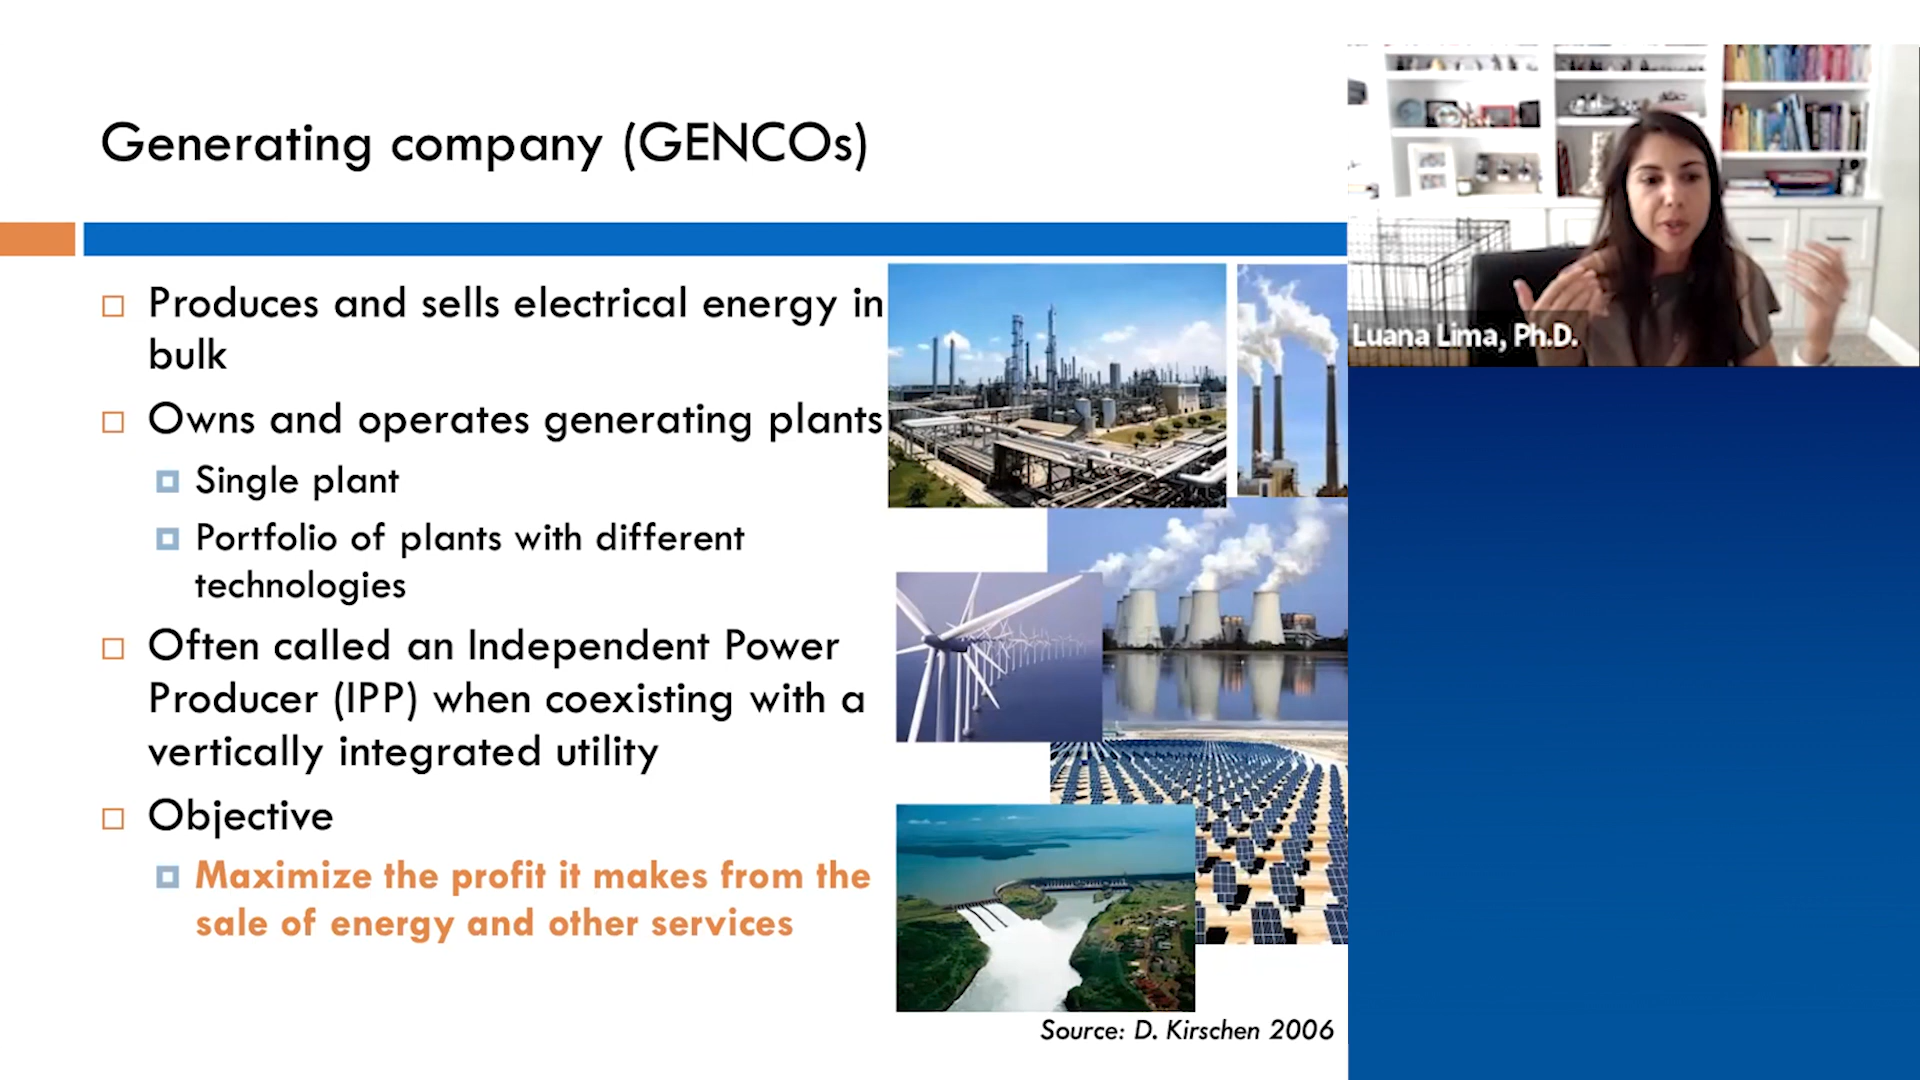 Generating company (GENCOs)
Produces and sells electrical energy in
bulk
Owns and operates generating plants
Single plant
Portfolio of plants with different
technologies
Often called an Independent Power
Producer (IPP) when coexisting with a
vertically integrated utility
Objective
Maximize the profit it makes from the
sale of energy and other services
Source: D. Kirschen 2006
Luana Lima, Ph.D.